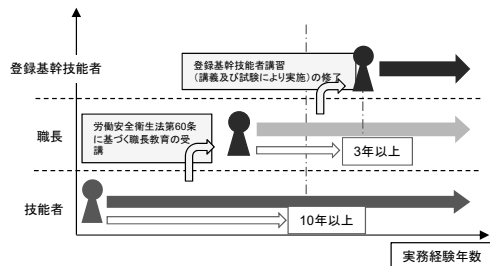 登録基幹技能者
登録基幹技能者講習
(講義及び試験により実施)の修了
職長
労働安全衛生法第60条
に基づく職長教育の受
講
3年以上
技能者
10年以上
実務経験年数